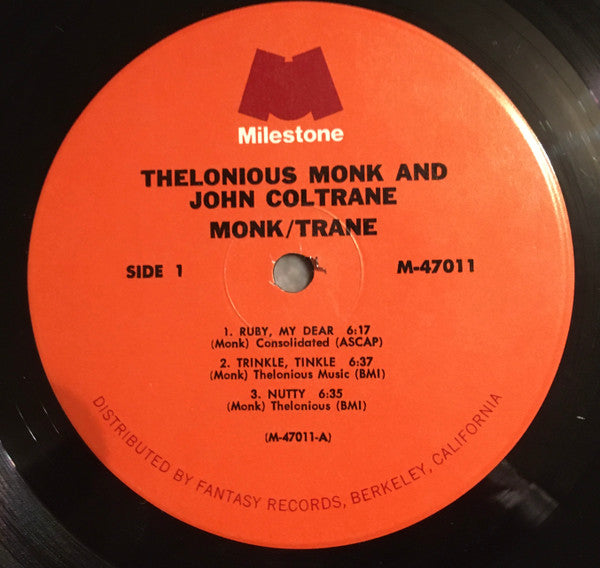 Milestone
THELONIOUS MONK AND
JOHN COLTRANE
MONK/TRANE
SIDE 1
M-47011
1. RUBY, MY DEAR 6:17
(Monk) Consolidated (ASCAP)
2. TRINKLE, TINKLE 6:37
(Monk) Thelonious Music (BMI)
3. NUTTY 6:35
(Monk) Thelonious (BMI)
(M-47011-A)
DISTRIBUTED BY FANTASY RECORDS, BERKELEY, CALIFORNIA